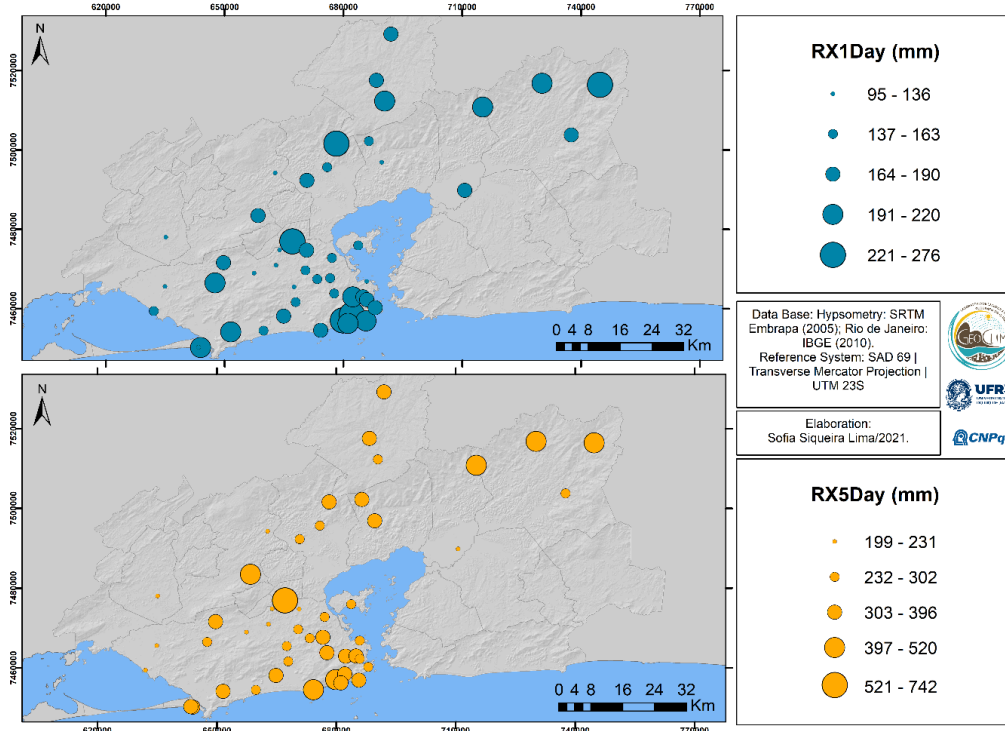 620000
650000
680000
710000
740000
770000
N
7520000
7500000
7480000
7460000
0 4 8 16 24 32
Km
RX1Day (mm)
95 - 136
137 - 163
164 - 190
191 - 220
221 - 276
Data Base: Hypsometry: SRTM
Embrapa (2005); Rio de Janeiro:
IBGE (2010).
Reference System: SAD 69 |
Transverse Mercator Projection |
UTM 23S
Elaboration:
Sofia Siqueira Lima/2021.
GEOCLIM
UFR
CNPq
N
7520000
7500000
7480000
7460000
0 4 8 16 24 32
Km
620000
650000
680000
710000
740000
770000
RX5Day (mm)
199 - 231
232 - 302
303 - 396
397 - 520
521 - 742